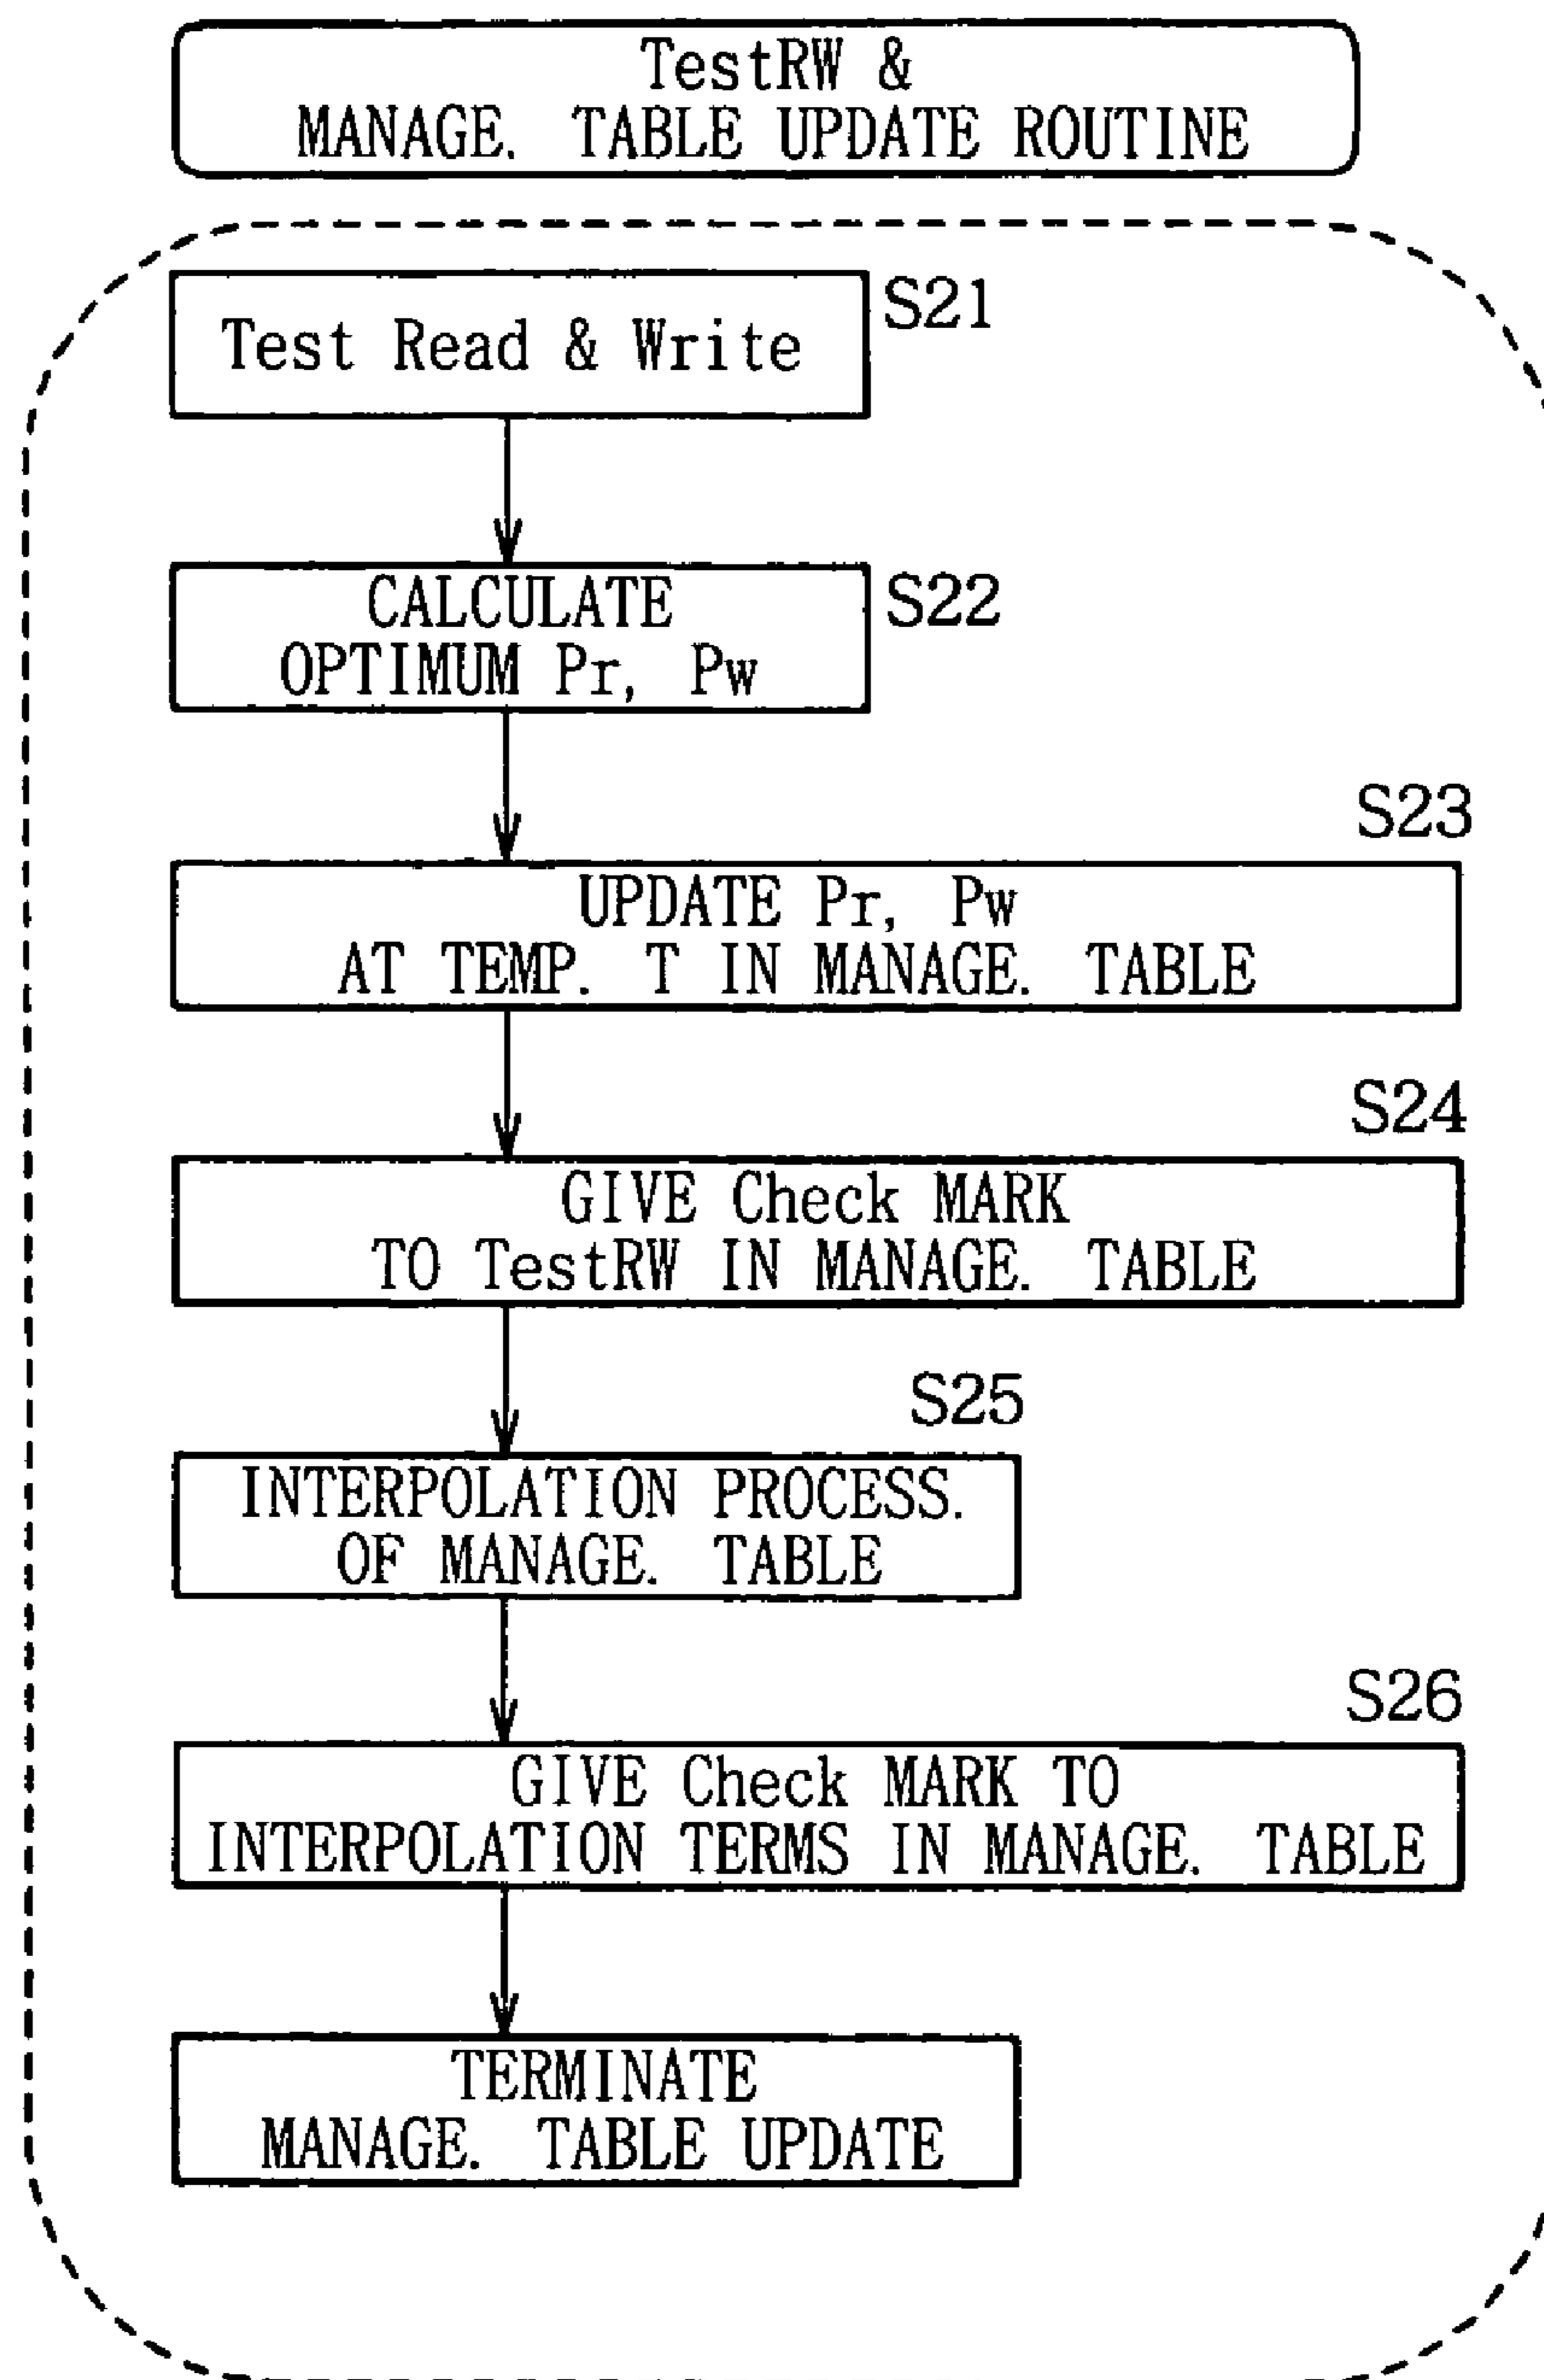 TestRW &
MANAGE. TABLE UPDATE ROUTINE
Test Read & Write
S21
CALCULATE
OPTIMUM Pr, Pw
S22
S23
UPDATE Pr, Pw
AT TEMP. T IN MANAGE. TABLE
S24
GIVE Check MARK
TO TestRW IN MANAGE. TABLE
S25
INTERPOLATION PROCESS.
OF MANAGE. TABLE
S26
GIVE Check MARK TO
INTERPOLATION TERMS IN MANAGE. TABLE
TERMINATE
MANAGE. TABLE UPDATE